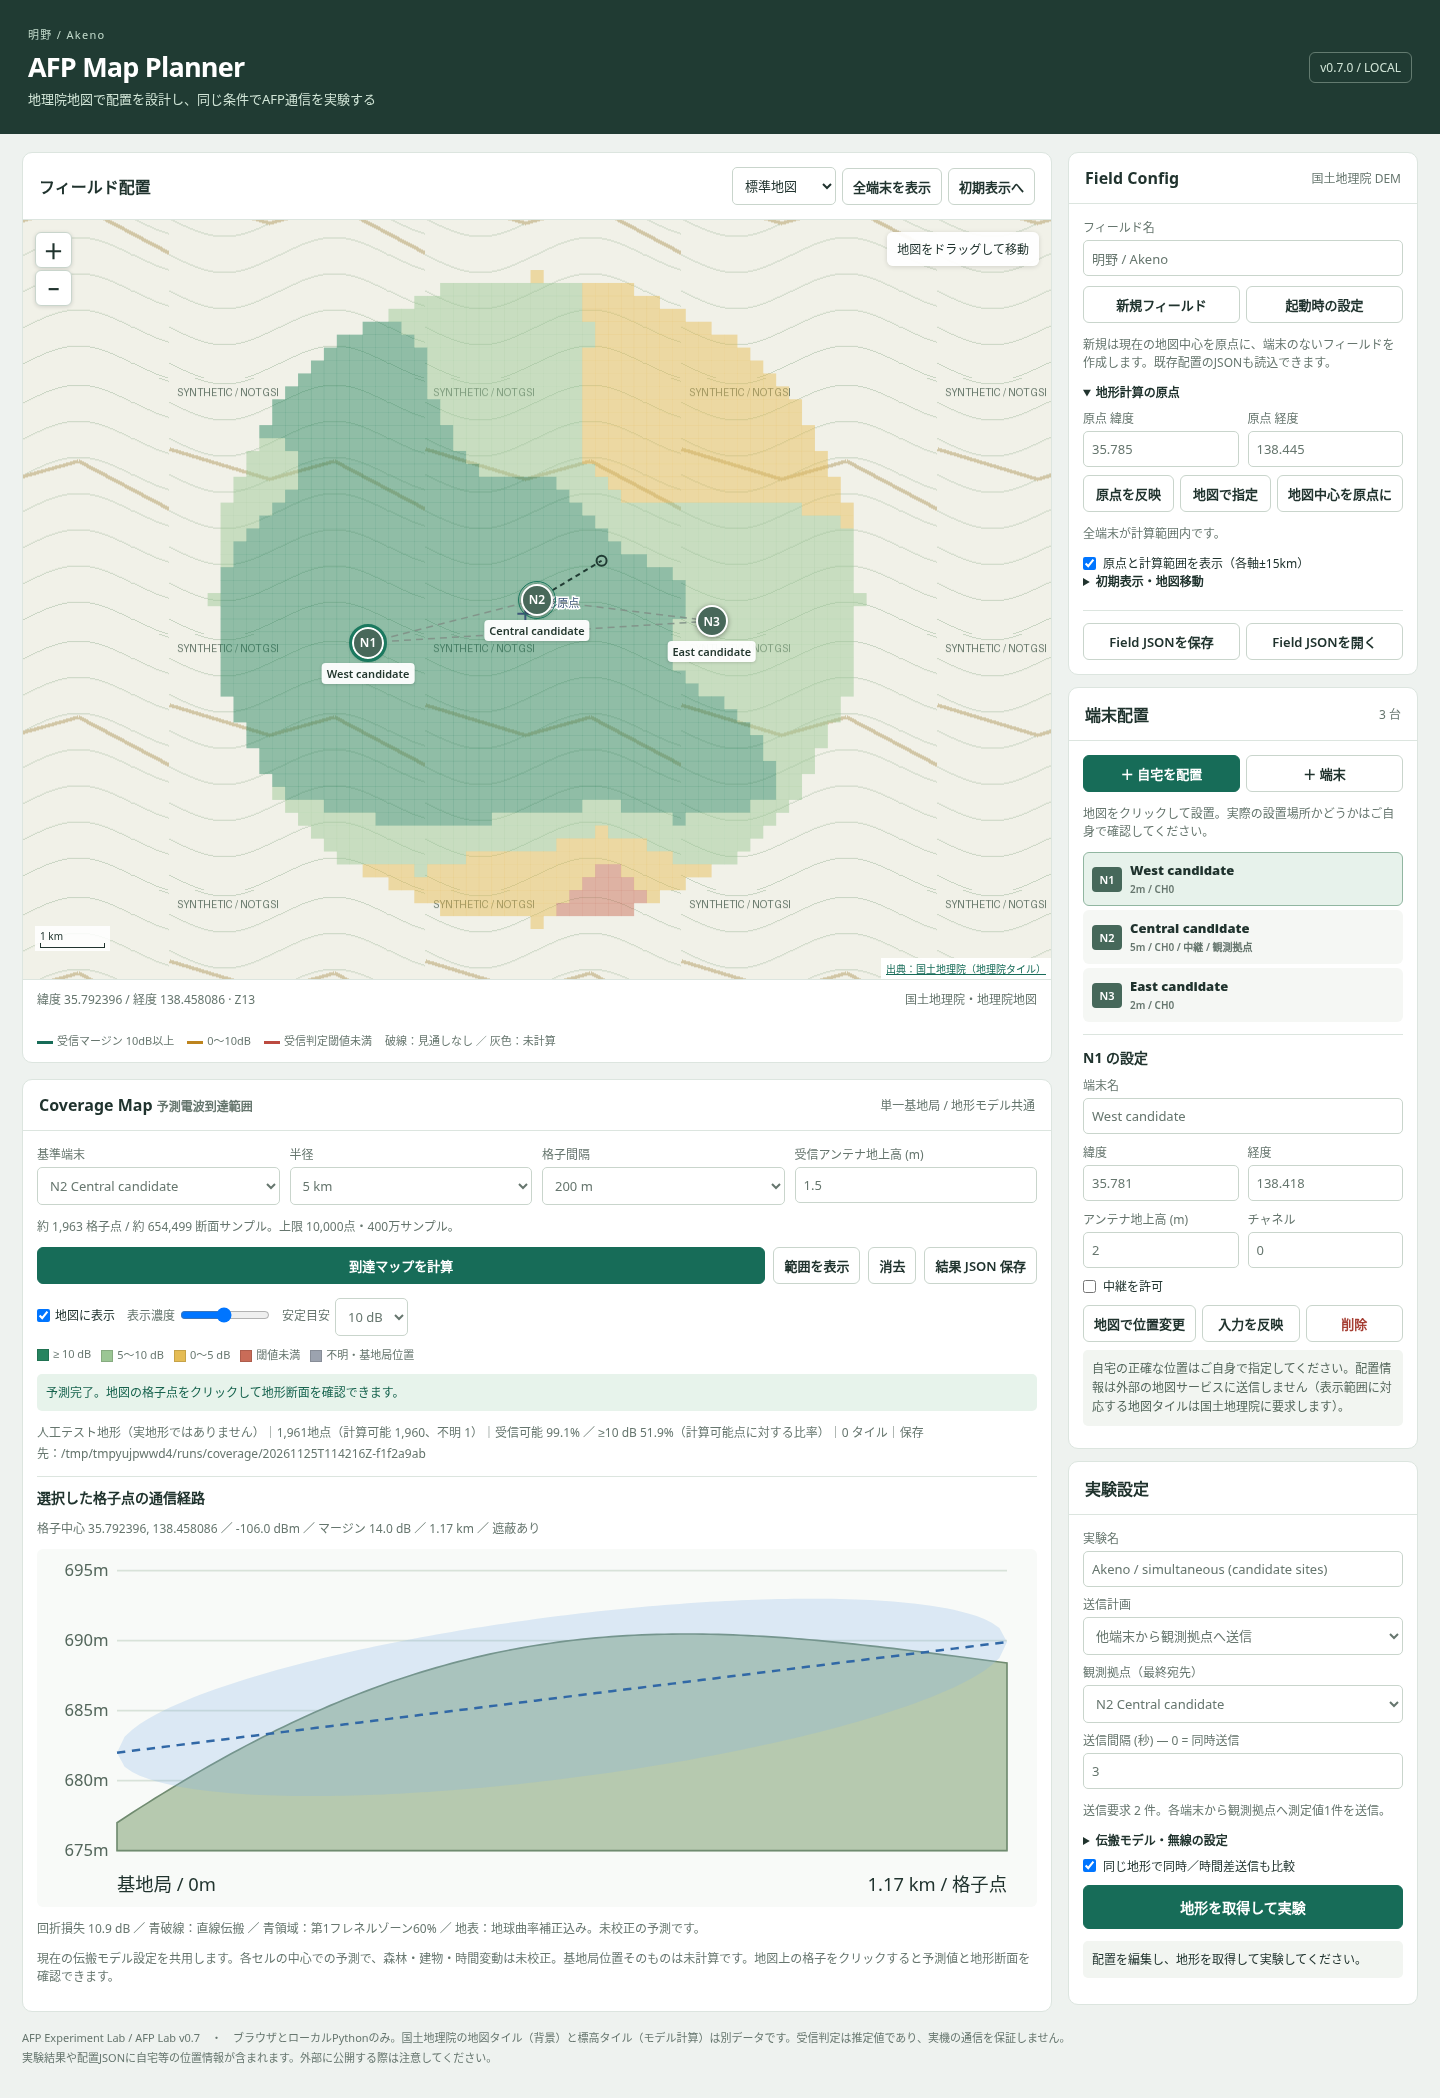 明野 / Akeno
AFP Map Planner
地理院地図で配置を設計し、同じ条件でAFP通信を実験する
v0.7.0 / LOCAL
フィールド配置
標準地図
全端末を表示
初期表示へ
＋
−
地図をドラッグして移動
SYNTHETIC / NOT GSI
SYNTHETIC / NOT GSI
SYNTHETIC / NOT GSI
SYNTHETIC / NOT GSI
N2
原点
Central candidate
N1
West candidate
N3
East candidate
SYNTHETIC / NOT GSI
SYNTHETIC / NOT GSI
NOT GSI
SYNTHETIC / NOT GSI
SYNTHETIC / NOT GSI
SYNTHETIC / NOT GSI
SYNTHETIC / NOT GSI
SYNTHETIC / NOT GSI
1 km
出典：国土地理院（地理院タイル）
緯度 35.792396 / 経度 138.458086 · Z13
国土地理院・地理院地図
受信マージン 10dB以上
0〜10dB
受信判定閾値未満
破線：見通しなし ／ 灰色：未計算
Coverage Map 予測電波到達範囲
単一基地局 / 地形モデル共通
基準端末
半径
格子間隔
受信アンテナ地上高 (m)
N2 Central candidate
5 km
200 m
1.5
約 1,963 格子点 / 約 654,499 断面サンプル。上限 10,000点・400万サンプル。
到達マップを計算
範囲を表示
消去
結果 JSON 保存
地図に表示
表示濃度
安定目安
10 dB
≥ 10 dB
5〜10 dB
0〜5 dB
閾値未満
不明・基地局位置
予測完了。地図の格子点をクリックして地形断面を確認できます。
人工テスト地形（実地形ではありません）｜1,961地点（計算可能 1,960、不明 1）｜受信可能 99.1% ／ ≥10 dB 51.9%（計算可能点に対する比率）｜0 タイル｜保存
先：/tmp/tmpyujpwwd4/runs/coverage/20261125T114216Z-f1f2a9ab
選択した格子点の通信経路
格子中心 35.792396, 138.458086 ／ -106.0 dBm ／ マージン 14.0 dB ／ 1.17 km ／ 遮蔽あり
695m
690m
685m
680m
675m
基地局 / 0m
1.17 km / 格子点
回折損失 10.9 dB ／ 青破線：直線伝搬 ／ 青領域：第1フレネルゾーン60% ／ 地表：地球曲率補正込み。未校正の予測です。
現在の伝搬モデル設定を共用します。各セルの中心での予測で、森林・建物・時間変動は未校正。基地局位置そのものは未計算です。地図上の格子をクリックすると予測値と地形断面を
確認できます。
Field Config
国土地理院 DEM
フィールド名
明野 / Akeno
新規フィールド
起動時の設定
新規は現在の地図中心を原点に、端末のないフィールドを
作成します。既存配置のJSONも読込できます。
▼ 地形計算の原点
原点 緯度
原点 経度
35.785
138.445
原点を反映
地図で指定
地図中心を原点に
全端末が計算範囲内です。
原点と計算範囲を表示（各軸±15km）
▶ 初期表示・地図移動
Field JSONを保存
Field JSONを開く
端末配置
3 台
＋ 自宅を配置
＋ 端末
地図をクリックして設置。実際の設置場所かどうかはご自
身で確認してください。
N1
West candidate
2m / CH0
N2
Central candidate
5m / CH0 / 中継 / 観測拠点
N3
East candidate
2m / CH0
N1 の設定
端末名
West candidate
緯度
経度
35.781
138.418
アンテナ地上高 (m)
チャネル
2
0
中継を許可
地図で位置変更
入力を反映
削除
自宅の正確な位置はご自身で指定してください。配置情
報は外部の地図サービスに送信しません（表示範囲に対
応する地図タイルは国土地理院に要求します）。
実験設定
実験名
Akeno / simultaneous (candidate sites)
送信計画
他端末から観測拠点へ送信
観測拠点（最終宛先）
N2 Central candidate
送信間隔 (秒) — 0 = 同時送信
3
送信要求 2 件。各端末から観測拠点へ測定値1件を送信。
▶ 伝搬モデル・無線の設定
同じ地形で同時／時間差送信も比較
地形を取得して実験
配置を編集し、地形を取得して実験してください。
AFP Experiment Lab / AFP Lab v0.7 ・ ブラウザとローカルPythonのみ。国土地理院の地図タイル（背景）と標高タイル（モデル計算）は別データです。受信判定は推定値であり、実機の通信を保証しません。
実験結果や配置JSONに自宅等の位置情報が含まれます。外部に公開する際は注意してください。